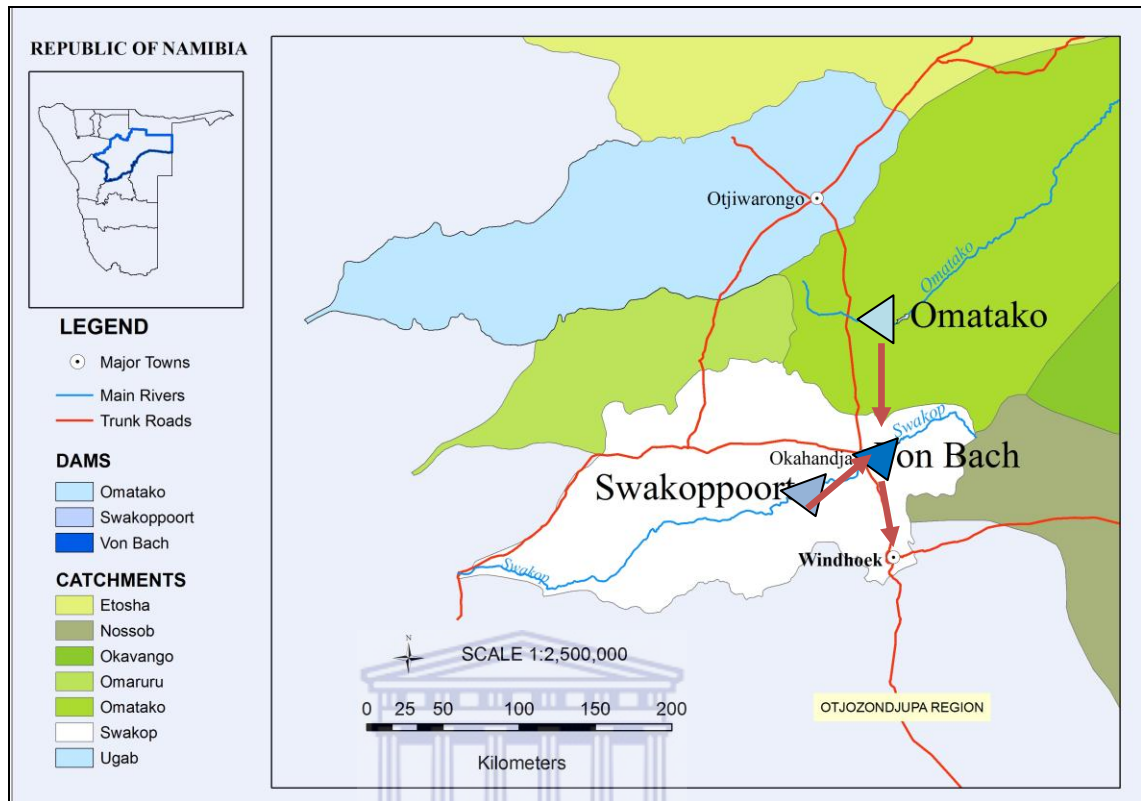 REPUBLIC OF NAMIBIA
LEGEND
Major Towns
Main Rivers
Trunk Roads
DAMS
Omatako
Swakoppoort
Von Bach
CATCHMENTS
Etosha
Nossob
Okavango
Omaruru
Omatako
Swakop
Ugab
Otjiwarongo
Omatako
Omatako
Swakop
Okahandja
Von Bach
Swakoppoort
Windhoek
Swakop
N
SCALE 1:2,500,000
0 25 50 100 150 200
Kilometers
OTJOZONDJUPA REGION